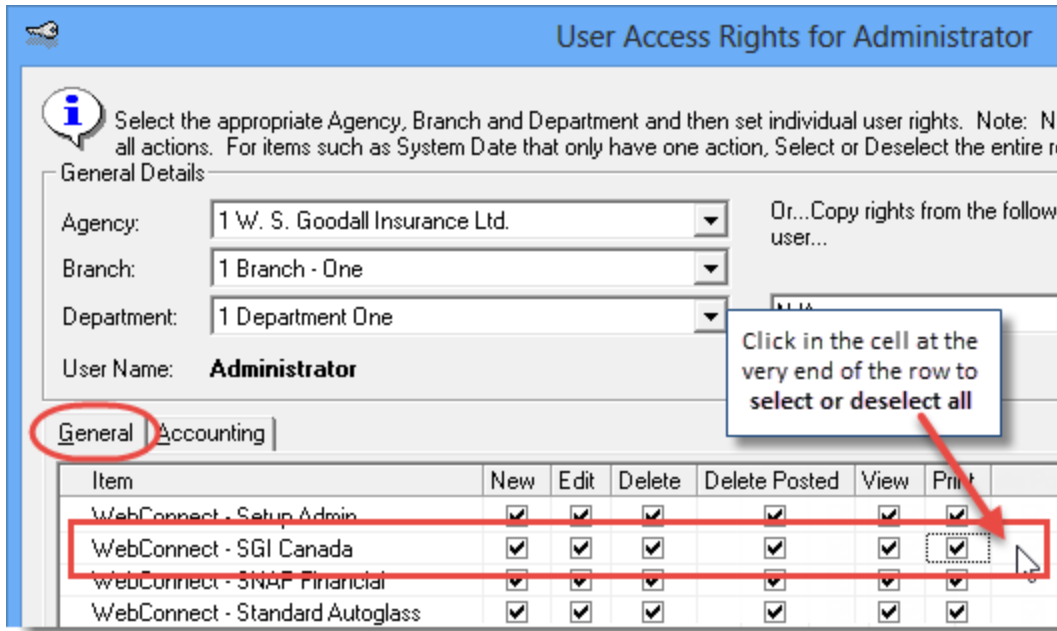 User Access Rights for Administrator
Select the appropriate Agency, Branch and Department and then set individual user rights. Note: N
all actions. For items such as System Date that only have one action, Select or Deselect the entire
General Details
Agency: 1 W. S. Goodall Insurance Ltd.
Or...Copy rights from the follow
user...
Branch: 1 Branch - One
Department: 1 Department One
Click in the cell at the
very end of the row to
select or deselect all
User Name: Administrator
General Accounting
Item New Edit Delete Delete Posted View Print
WebConnect - Setup Admin
WebConnect - SGI Canada
WebConnect - SNAP Financial
WebConnect - Standard Autoglass